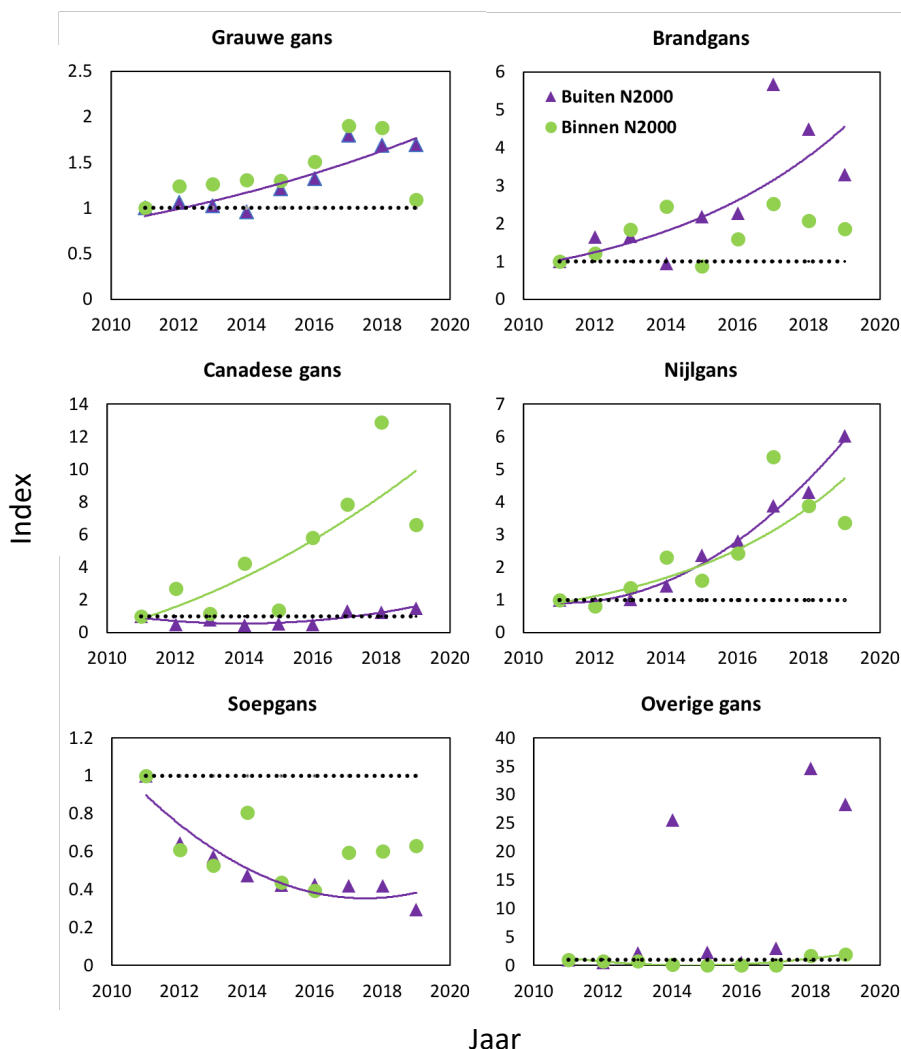 Grauwe gans
2.5
2
1.5
1
0.5
0
2010 2012 2014 2016 2018 2020
Brandgans
6
5
4
3
2
1
0
Buiten N2000
Binnen N2000
2010 2012 2014 2016 2018 2020
Canadese gans
14
12
10
8
6
4
2
0
2010 2012 2014 2016 2018 2020
Nijlgans
7
6
5
4
3
2
1
0
2010 2012 2014 2016 2018 2020
Index
Soepgans
1.2
1
0.8
0.6
0.4
0.2
0
2010 2012 2014 2016 2018 2020
Overige gans
40
35
30
25
20
15
10
5
0
2010 2012 2014 2016 2018 2020
Jaar